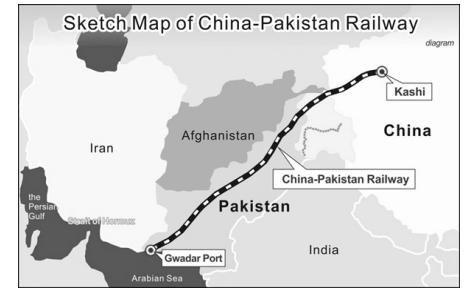 Sketch Map of China-Pakistan Railway
diagram
Kashi
China
Afghanistan
Iran
China-Pakistan Railway
the
Persian
Gulf
Pakistan
Strait of Hormuz
India
Gwadar Port
Arabian Sea